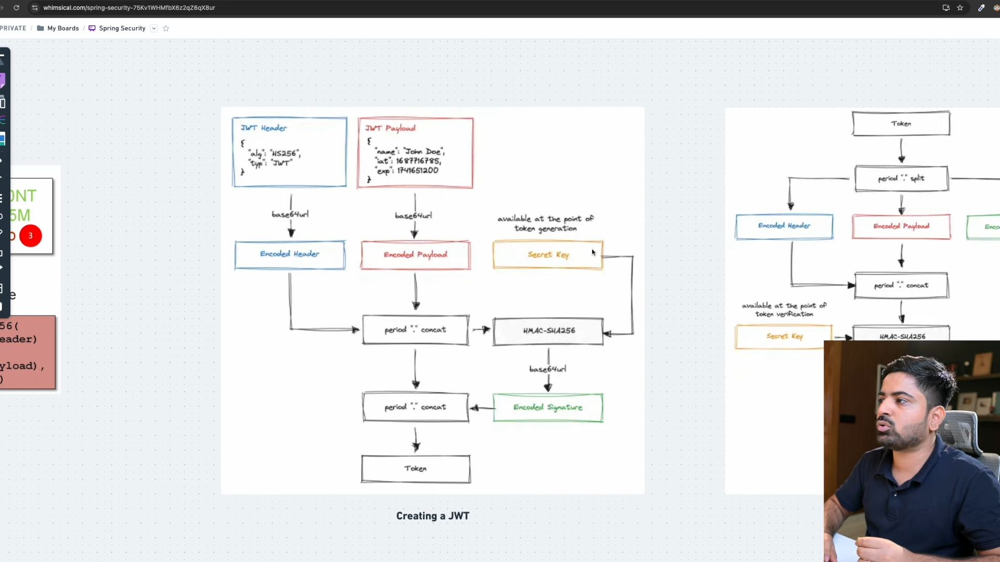 whimsical.com/spring-security-75Kv1WHMfbX6z2qZ6qX8ur
PRIVATE / My Boards / Spring Security
3
e
56(
eader)
yload),
)
JWT Header
{
"alg": "HS256",
"typ": "JWT"
}
JWT Payload
{
"name": "John Doe",
"iat": 1687716785,
"exp": 1741651200
}
base64url
base64url
available at the point of
token generation
Encoded Header
Encoded Payload
Secret Key
period "." concat
HMAC-SHA256
base64url
period "." concat
Encoded Signature
Token
Creating a JWT
Token
period "." split
Encoded Header
Encoded Payload
Enco
period "." concat
available at the point of
token verification
Secret Key
HMAC-SHA256